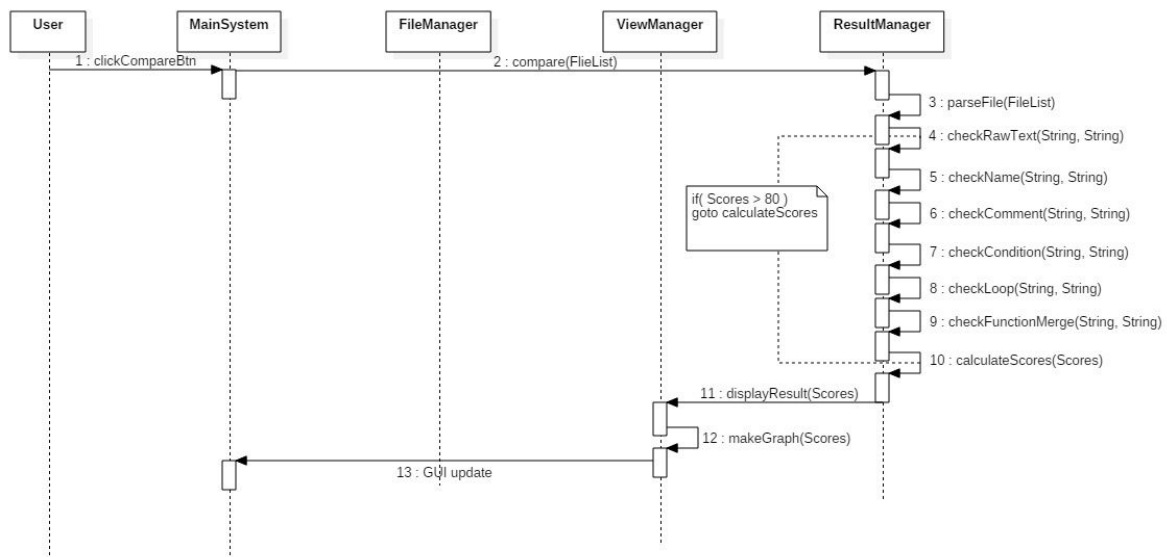 User
MainSystem
FileManager
ViewManager
ResultManager
1 : clickCompareBtn
2 : compare(FlieList)
3 : parseFile(FileList)
4 : checkRawText(String, String)
5 : checkName(String, String)
if( Scores > 80 )
goto calculateScores
6 : checkComment(String, String)
7 : checkCondition(String, String)
8 : checkLoop(String, String)
9 : checkFunctionMerge(String, String)
10 : calculateScores(Scores)
11 : displayResult(Scores)
12 : makeGraph(Scores)
13 : GUI update